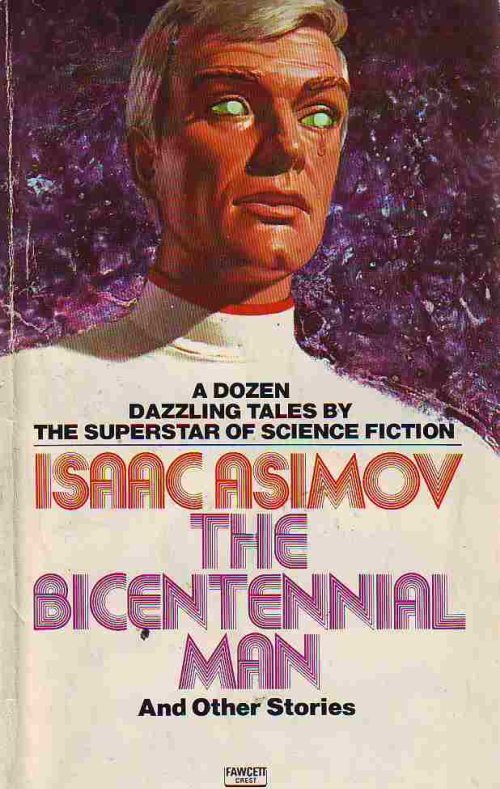 A DOZEN
DAZZLING TALES BY
THE SUPERSTAR OF SCIENCE FICTION
ISAAC ASIMOV
THE
BICENTENNIAL
MAN
And Other Stories
FAWCETT
CREST